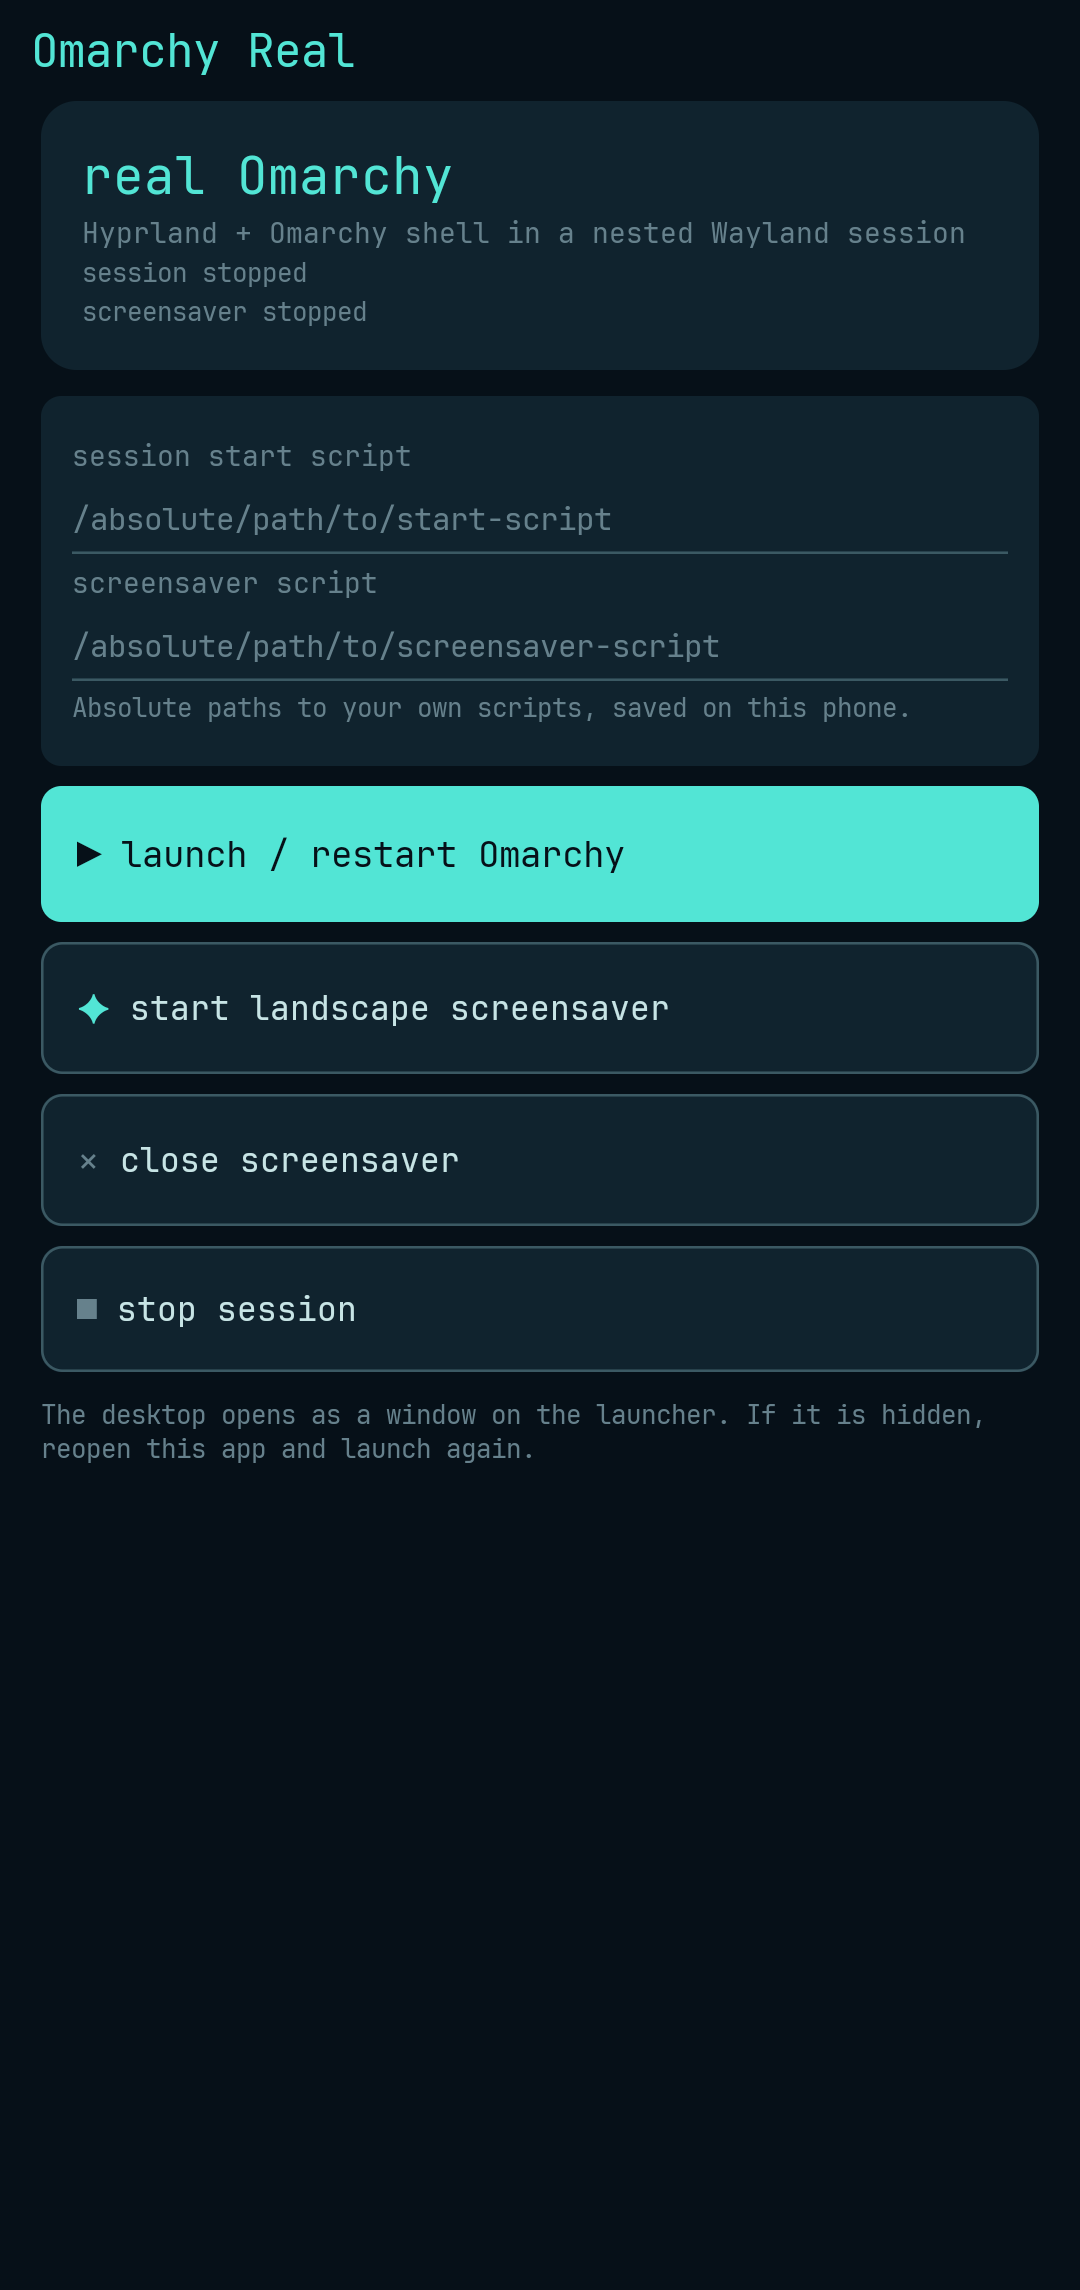 Omarchy Real
real Omarchy
Hyprland + Omarchy shell in a nested Wayland session
session stopped
screensaver stopped
session start script
/absolute/path/to/start-script
screensaver script
/absolute/path/to/screensaver-script
Absolute paths to your own scripts, saved on this phone.
▶ launch / restart Omarchy
✦ start landscape screensaver
× close screensaver
■ stop session
The desktop opens as a window on the launcher. If it is hidden,
reopen this app and launch again.